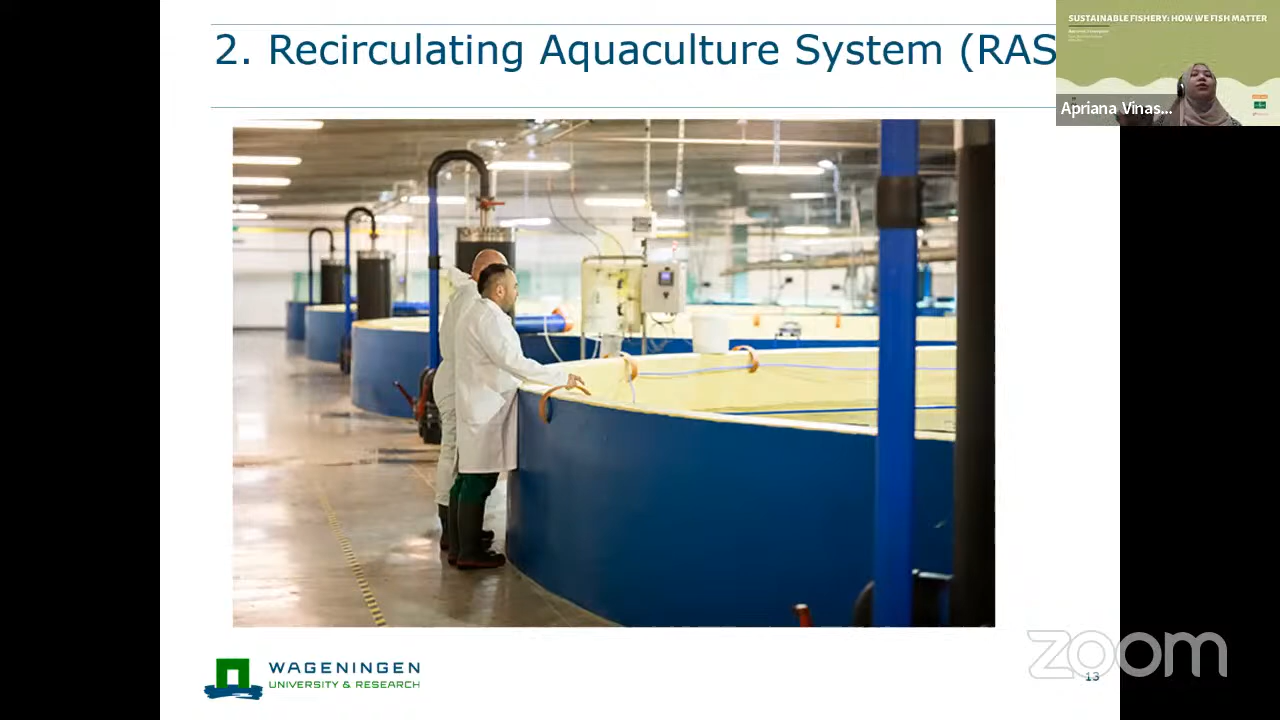 2. Recirculating Aquaculture System (RAS
SUSTAINABLE FISHERY: HOW WE FISH MATTER
Apriana Vinas...
WAGENINGEN
UNIVERSITY & RESEARCH
zoom
13